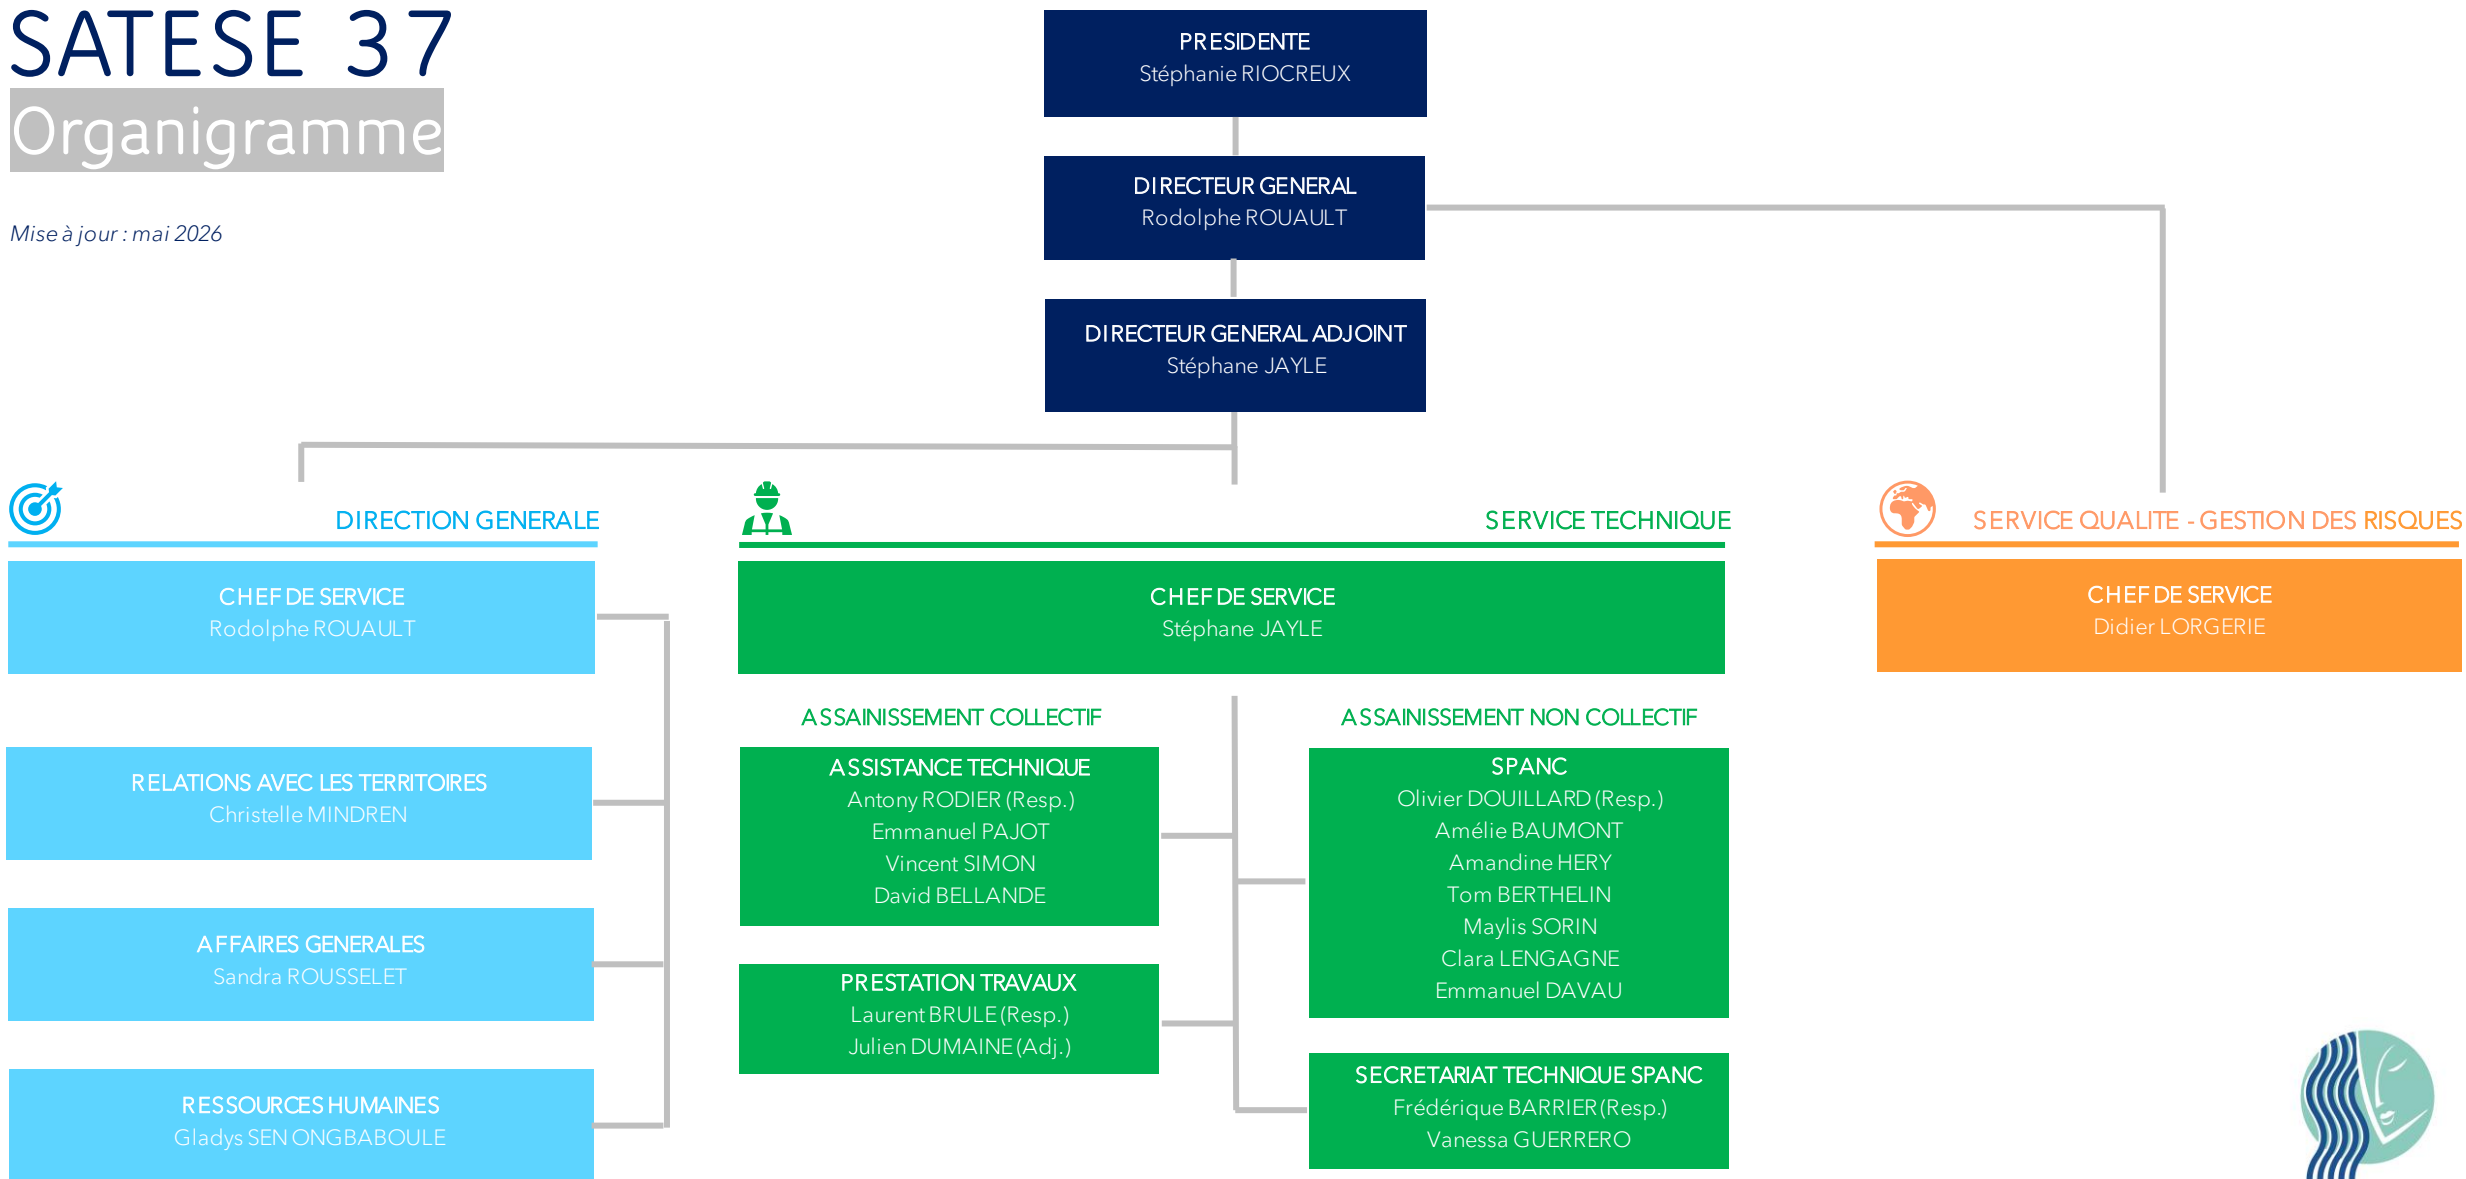 SATESE 37
Organigramme
Mise à jour : mai 2026
PRESIDENTE
Stéphanie RIOCREUX
DIRECTEUR GENERAL
Rodolphe ROUAULT
DIRECTEUR GENERAL ADJOINT
Stéphane JAYLE
DIRECTION GENERALE
CHEF DE SERVICE
Rodolphe ROUAULT
RELATIONS AVEC LES TERRITOIRES
Christelle MINDREN
AFFAIRES GENERALES
Sandra ROUSSELET
RESSOURCES HUMAINES
Gladys SEN ONGBABOULE
SERVICE TECHNIQUE
CHEF DE SERVICE
Stéphane JAYLE
ASSAINISSEMENT COLLECTIF
ASSISTANCE TECHNIQUE
Antony RODIER (Resp.)
Emmanuel PAJOT
Vincent SIMON
David BELLANDE
PRESTATION TRAVAUX
Laurent BRULE (Resp.)
Julien DUMAINE (Adj.)
ASSAINISSEMENT NON COLLECTIF
SPANC
Olivier DOUILLARD (Resp.)
Amélie BAUMONT
Amandine HERY
Tom BERTHELIN
Maylis SORIN
Clara LENGAGNE
Emmanuel DAVAU
SECRETARIAT TECHNIQUE SPANC
Frédérique BARRIER (Resp.)
Vanessa GUERRERO
SERVICE QUALITE - GESTION DES RISQUES
CHEF DE SERVICE
Didier LORGERIE